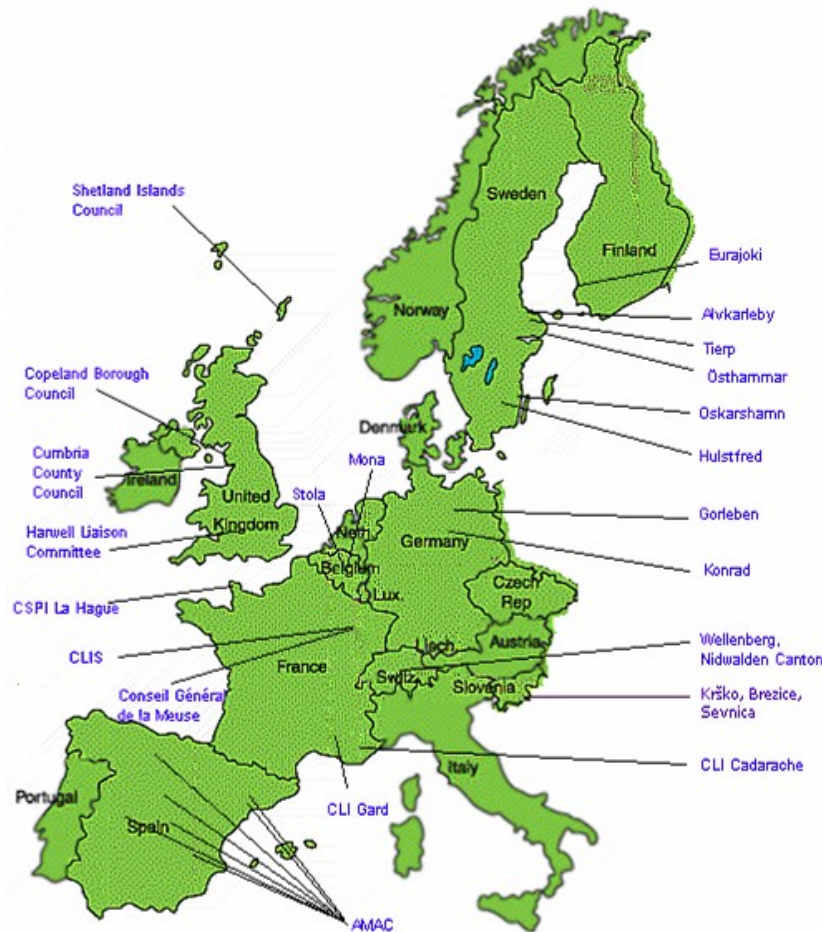 Shetland Islands
Council
Sweden
Finland
Eurajoki
Norway
Alvkarleby
Tierp
Östhammar
Copeland Borough
Council
Oskarshamn
Denmark
Cumbria
County
Council
Mona
Hulstfred
Ireland
United
Kingdom
Stola
Gorleben
Harwell Liaison
Committee
Neth.
Germany
Belgium
Konrad
CSPI La Hague
Lux.
Czech
Rep
CLIS
Liech
Austria
Wellenberg,
Nidwalden Canton
France
Switz.
Slovenia
Conseil Général
de la Meuse
Krško, Brezice,
Sevnica
Italy
CLI Cadarache
Portugal
CLI Gard
Spain
AMAC